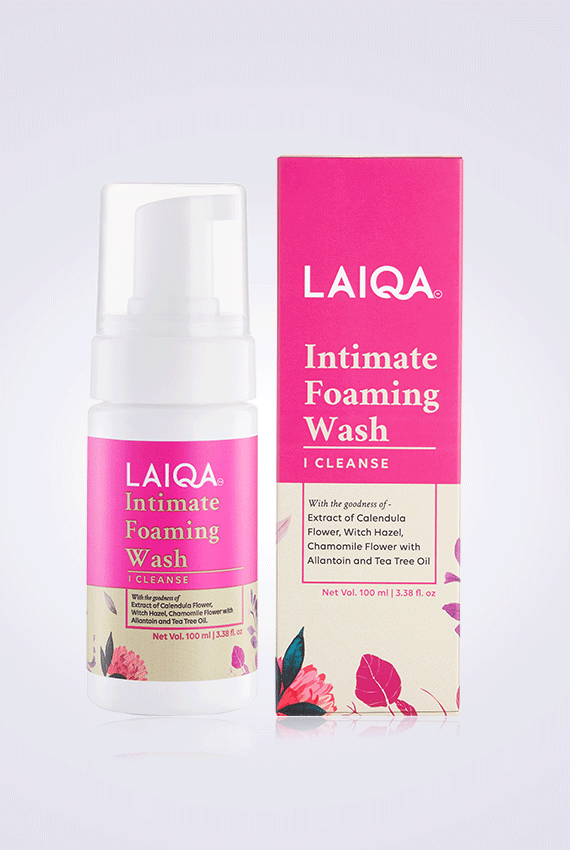 LAIQA
Intimate
Foaming
Wash
I CLEANSE
With the goodness of
Extract of Calendula Flower,
Witch Hazel, Chamomile Flower with
Allantoin and Tea Tree Oil.
Net Vol. 100 ml | 3.38 fl. oz
LAIQA
Intimate
Foaming
Wash
I CLEANSE
With the goodness of -
Extract of Calendula
Flower, Witch Hazel,
Chamomile Flower with
Allantoin and Tea Tree Oil
Net Vol. 100 ml | 3.38 fl. oz.